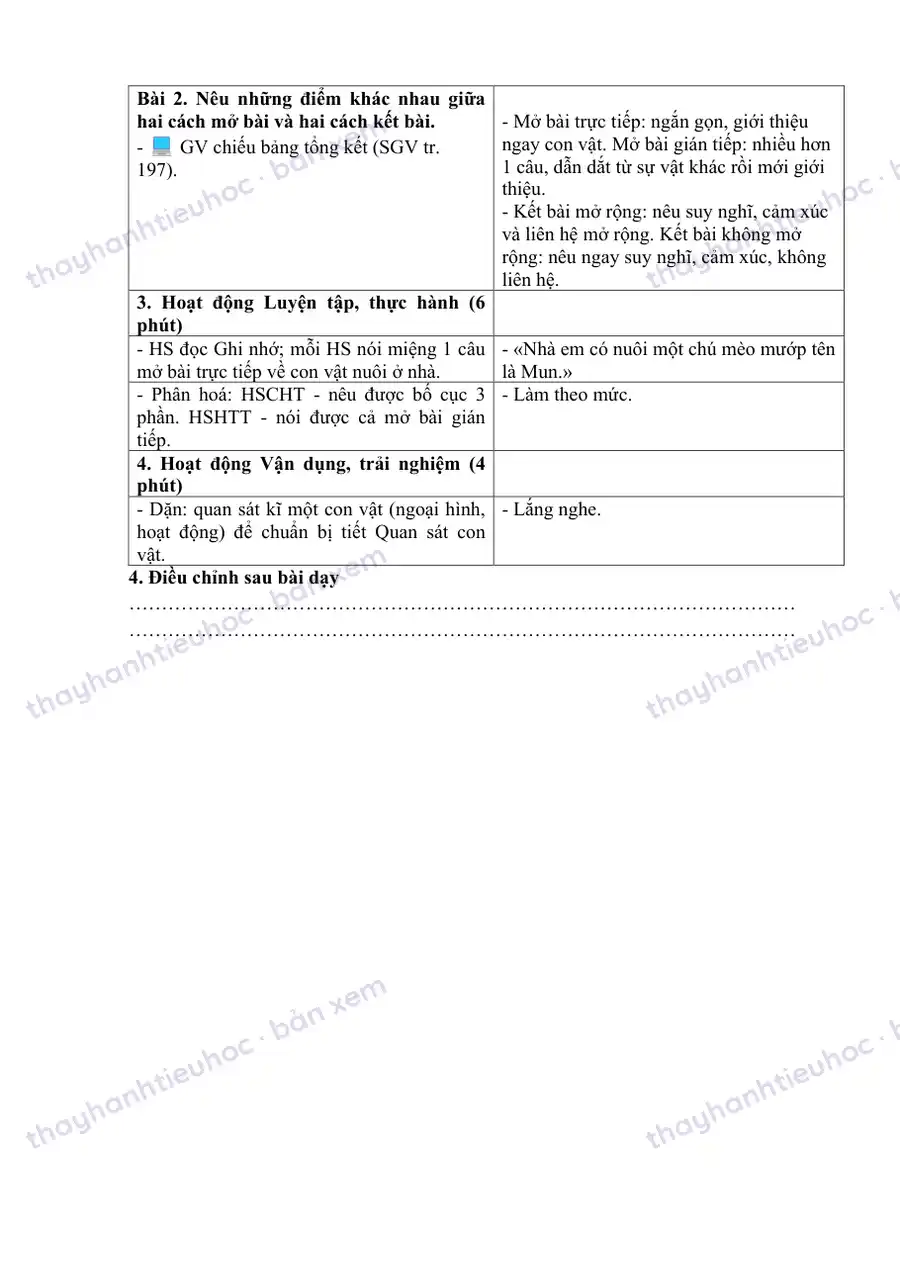 Bài 2. Nêu những điểm khác nhau giữa
hai cách mở bài và hai cách kết bài.
- GV chiếu bảng tổng kết (SGV tr.
197).
- Mở bài trực tiếp: ngắn gọn, giới thiệu
ngay con vật. Mở bài gián tiếp: nhiều hơn
1 câu, dẫn dắt từ sự vật khác rồi mới giới
thiệu.
- Kết bài mở rộng: nêu suy nghĩ, cảm xúc
và liên hệ mở rộng. Kết bài không mở
rộng: nêu ngay suy nghĩ, cảm xúc, không
liên hệ.
3. Hoạt động Luyện tập, thực hành (6
phút)
- HS đọc Ghi nhớ; mỗi HS nói miệng 1 câu
mở bài trực tiếp về con vật nuôi ở nhà.
- «Nhà em có nuôi một chú mèo mướp tên
là Mun.»
- Phân hoá: HSCHT - nêu được bố cục 3
phần. HSHTT - nói được cả mở bài gián
tiếp.
- Làm theo mức.
4. Hoạt động Vận dụng, trải nghiệm (4
phút)
- Dặn: quan sát kĩ một con vật (ngoại hình,
hoạt động) để chuẩn bị tiết Quan sát con
vật.
- Lắng nghe.
4. Điều chỉnh sau bài dạy
……………………………………………………………………………………………
……………………………………………………………………………………………
thayhanhtieuhoc · bản xem
thayhanhtieuhoc · b
thayhanhtieuhoc · bản xem
thayhanhtieuhoc · b
thayhanhtieuhoc · bản xem
thayhanhtieuhoc · b